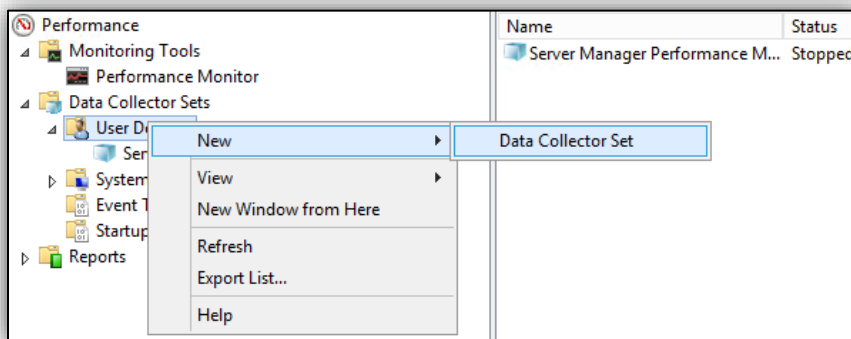 Performance
Monitoring Tools
Performance Monitor
Data Collector Sets
User De
Ser
System
Event T
Startup
Reports
New
View
New Window from Here
Refresh
Export List...
Help
Data Collector Set
Name Status
Server Manager Performance M... Stopped